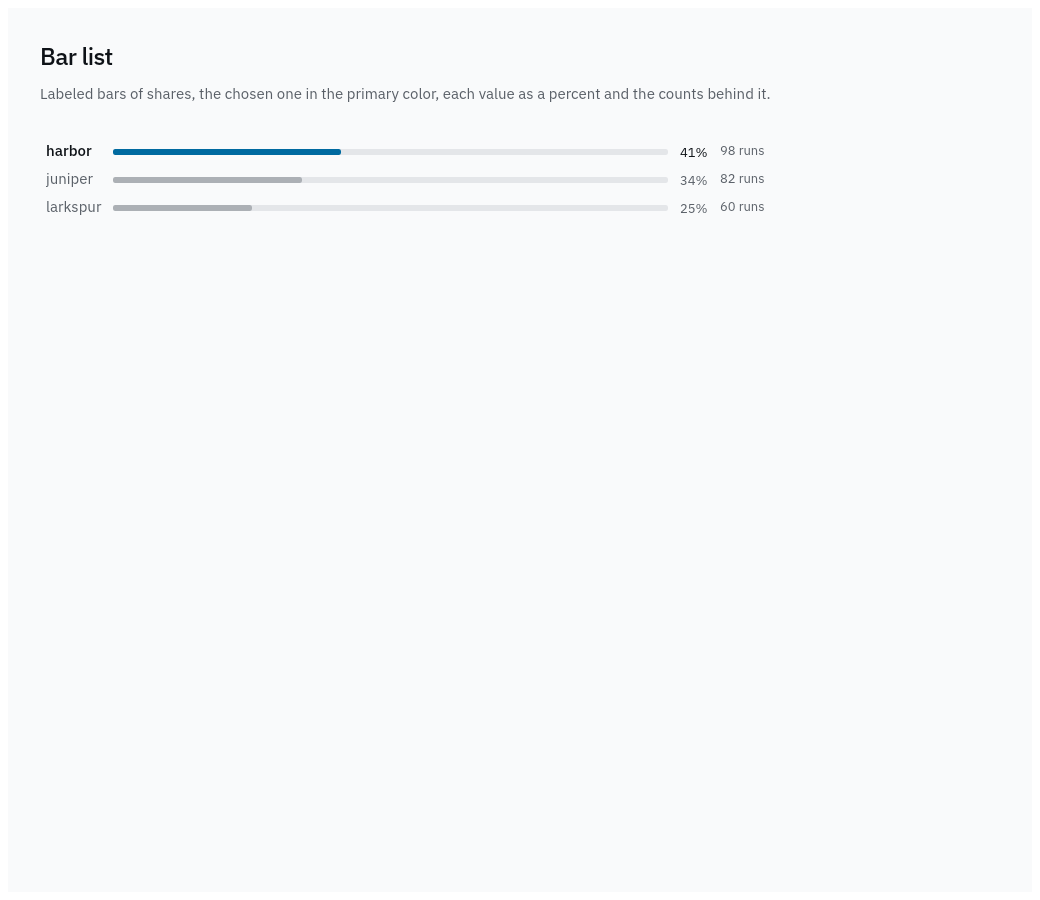 Bar list
Labeled bars of shares, the chosen one in the primary color, each value as a percent and the counts behind it.
harbor 41% 98 runs
juniper 34% 82 runs
larkspur 25% 60 runs